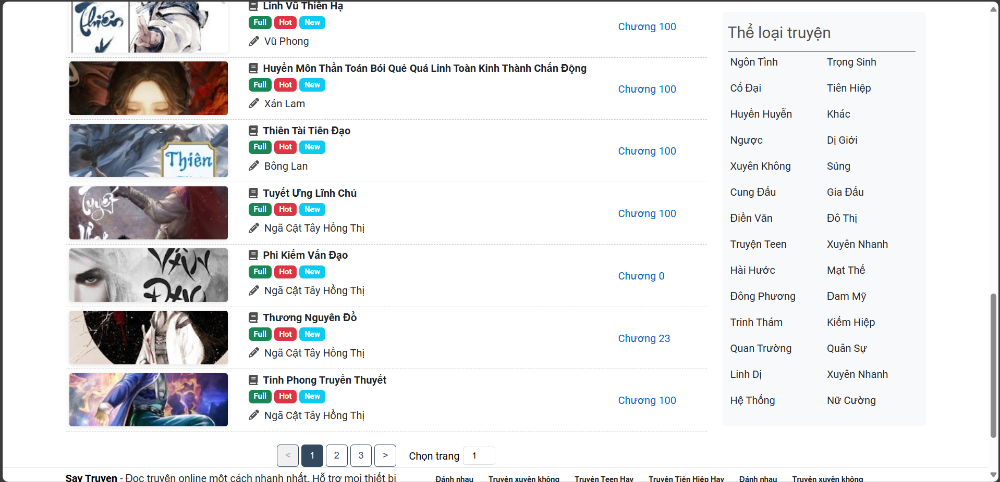 Thiên
Linh Vũ Thiên Hạ
Full Hot New
Vũ Phong
Chương 100
Huyền Môn Thần Toán Bói Quẻ Quá Linh Toàn Kinh Thành Chấn Động
Full Hot New
Xán Lam
Chương 100
Thiên
Thiên Tài Tiên Đạo
Full Hot New
Bông Lan
Chương 100
Tuyết
Ưng
Tuyết Ưng Lĩnh Chủ
Full Hot New
Ngã Cật Tây Hồng Thị
Chương 100
VẤN
ĐẠO
Phi Kiếm Vấn Đạo
Full Hot New
Ngã Cật Tây Hồng Thị
Chương 0
Thương Nguyên Đồ
Full Hot New
Ngã Cật Tây Hồng Thị
Chương 23
Tinh Phong Truyền Thuyết
Full Hot New
Ngã Cật Tây Hồng Thị
Chương 100
< 1 2 3 > Chọn trang 1
Thể loại truyện
Ngôn Tình Trọng Sinh
Cổ Đại Tiên Hiệp
Huyền Huyễn Khác
Ngược Dị Giới
Xuyên Không Sủng
Cung Đấu Gia Đấu
Điền Văn Đô Thị
Truyện Teen Xuyên Nhanh
Hài Hước Mạt Thế
Đông Phương Đam Mỹ
Trinh Thám Kiếm Hiệp
Quan Trường Quân Sự
Linh Dị Xuyên Nhanh
Hệ Thống Nữ Cường
Say Truyen - Đọc truyện online một cách nhanh nhất. Hỗ trợ mọi thiết bị
Đánh nhau Truyện xuyên không Truyện Teen Hay Truyện Tiên Hiệp Hay Đánh nhau Truyện xuyên không